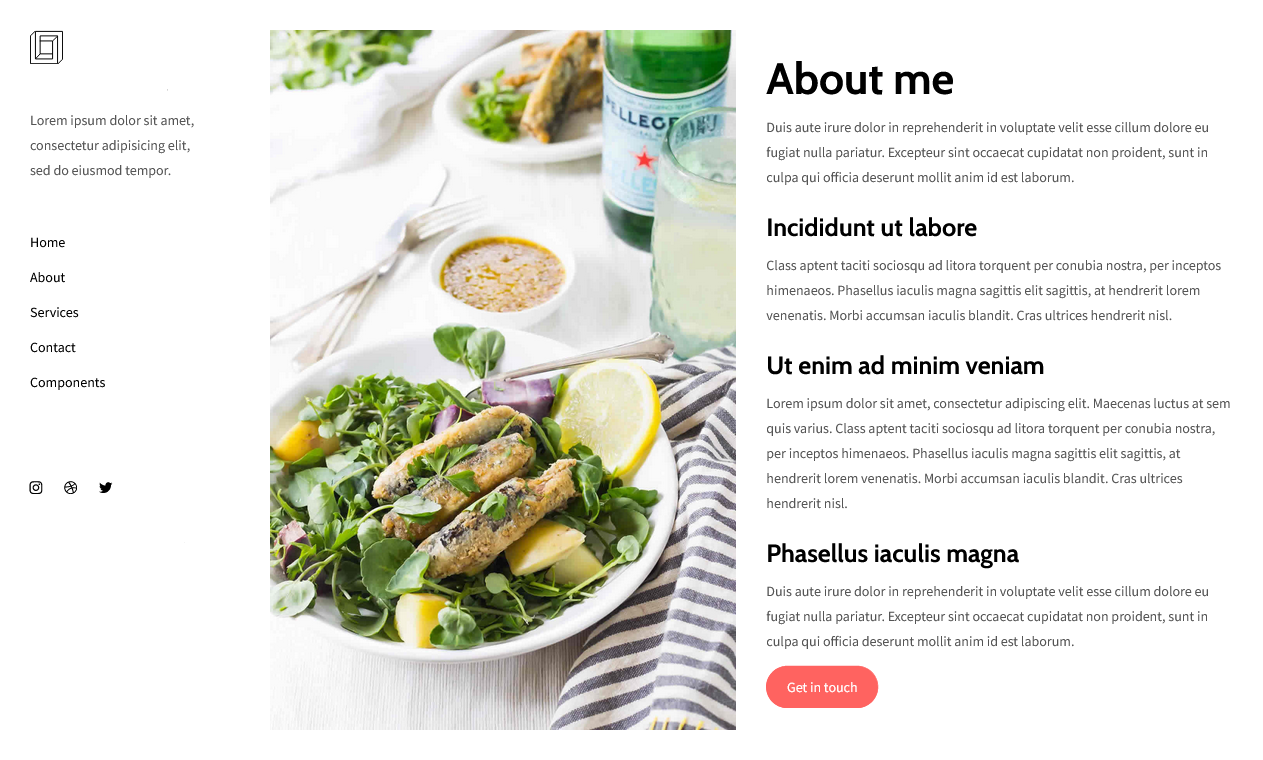 Lorem ipsum dolor sit amet,
consectetur adipisicing elit,
sed do eiusmod tempor.
Home
About
Services
Contact
Components
PELLEGR
About me
Duis aute irure dolor in reprehenderit in voluptate velit esse cillum dolore eu
fugiat nulla pariatur. Excepteur sint occaecat cupidatat non proident, sunt in
culpa qui officia deserunt mollit anim id est laborum.
Incididunt ut labore
Class aptent taciti sociosqu ad litora torquent per conubia nostra, per inceptos
himenaeos. Phasellus iaculis magna sagittis elit sagittis, at hendrerit lorem
venenatis. Morbi accumsan iaculis blandit. Cras ultrices hendrerit nisl.
Ut enim ad minim veniam
Lorem ipsum dolor sit amet, consectetur adipiscing elit. Maecenas luctus at sem
quis varius. Class aptent taciti sociosqu ad litora torquent per conubia nostra,
per inceptos himenaeos. Phasellus iaculis magna sagittis elit sagittis, at
hendrerit lorem venenatis. Morbi accumsan iaculis blandit. Cras ultrices
hendrerit nisl.
Phasellus iaculis magna
Duis aute irure dolor in reprehenderit in voluptate velit esse cillum dolore eu
fugiat nulla pariatur. Excepteur sint occaecat cupidatat non proident, sunt in
culpa qui officia deserunt mollit anim id est laborum.
Get in touch